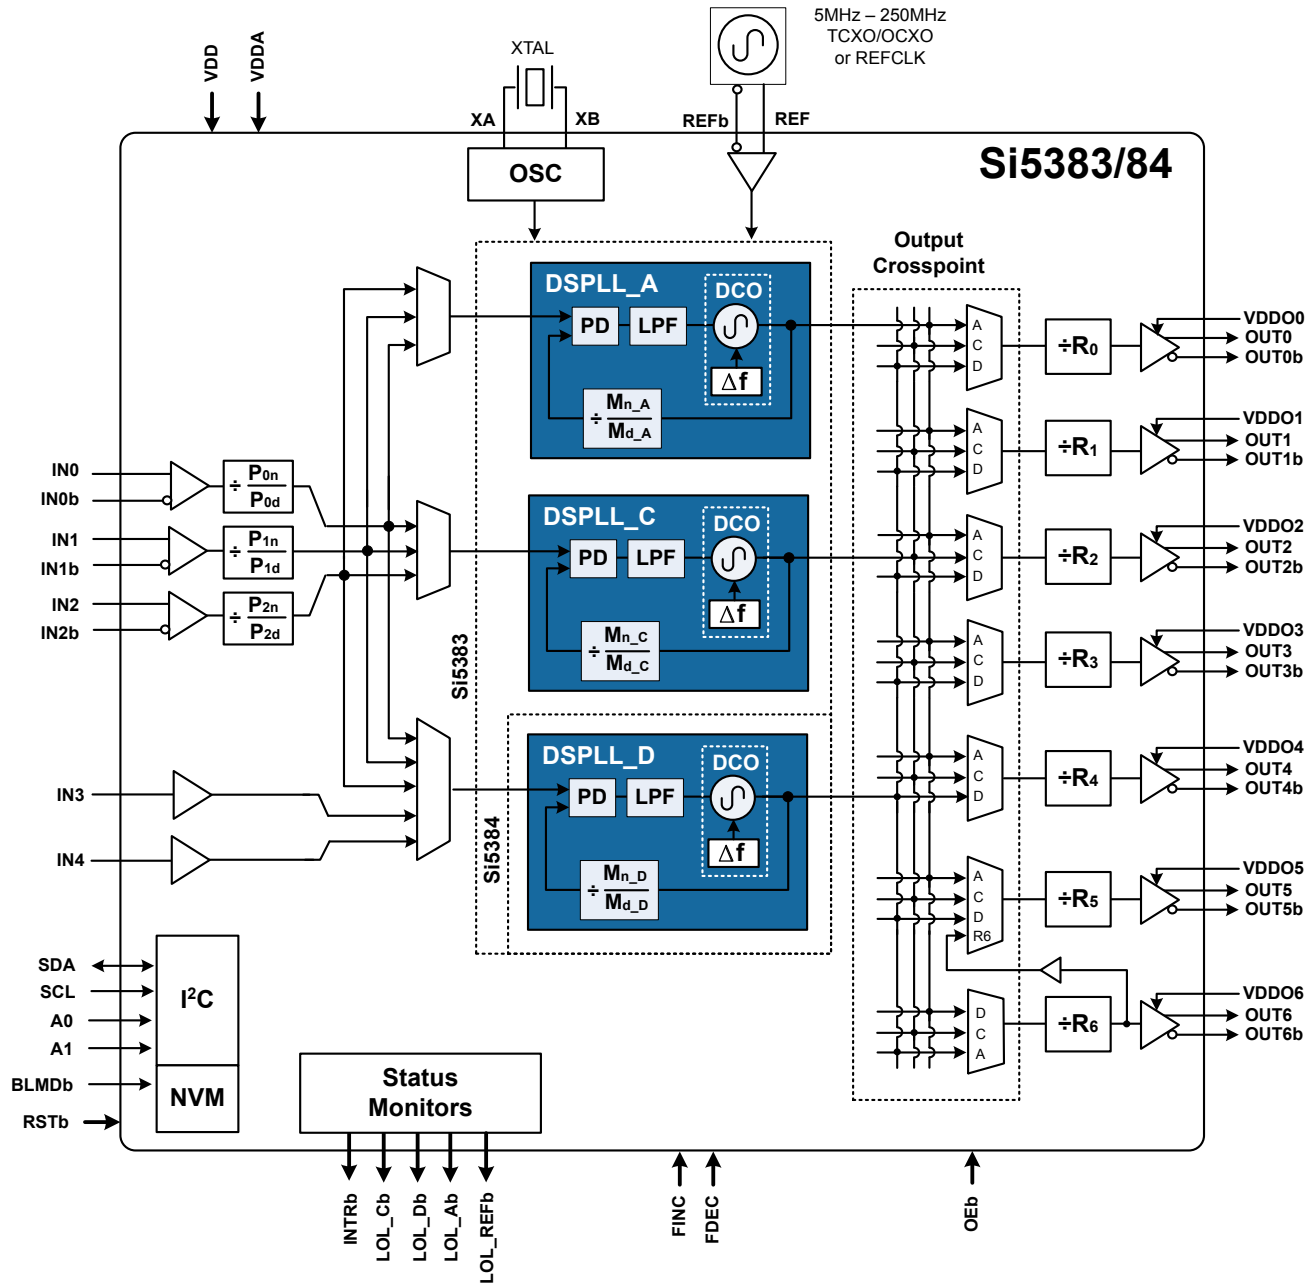 5MHz – 250MHz
TCXO/OCXO
or REFCLK
XTAL
VDD
VDDA
XA
XB
REFb
REF
Si5383/84
OSC
Output
Crosspoint
DSPLL_A
DCO
PD
LPF
Δf
÷ Mn_A
Md_A
A
C
D
÷R0
VDDO0
OUT0
OUT0b
A
C
D
÷R1
VDDO1
OUT1
OUT1b
IN0
IN0b
÷ P0n
P0d
IN1
IN1b
÷ P1n
P1d
IN2
IN2b
÷ P2n
P2d
DSPLL_C
DCO
PD
LPF
Δf
÷ Mn_C
Md_C
A
C
D
÷R2
VDDO2
OUT2
OUT2b
Si5383
A
C
D
÷R3
VDDO3
OUT3
OUT3b
IN3
IN4
Si5384
DSPLL_D
DCO
PD
LPF
Δf
÷ Mn_D
Md_D
A
C
D
÷R4
VDDO4
OUT4
OUT4b
A
C
D
R6
÷R5
VDDO5
OUT5
OUT5b
D
C
A
÷R6
VDDO6
OUT6
OUT6b
SDA
SCL
A0
A1
BLMDb
RSTb
I²C
NVM
Status
Monitors
INTRb
LOL_Cb
LOL_Db
LOL_Ab
LOL_REFb
FINC
FDEC
OEb